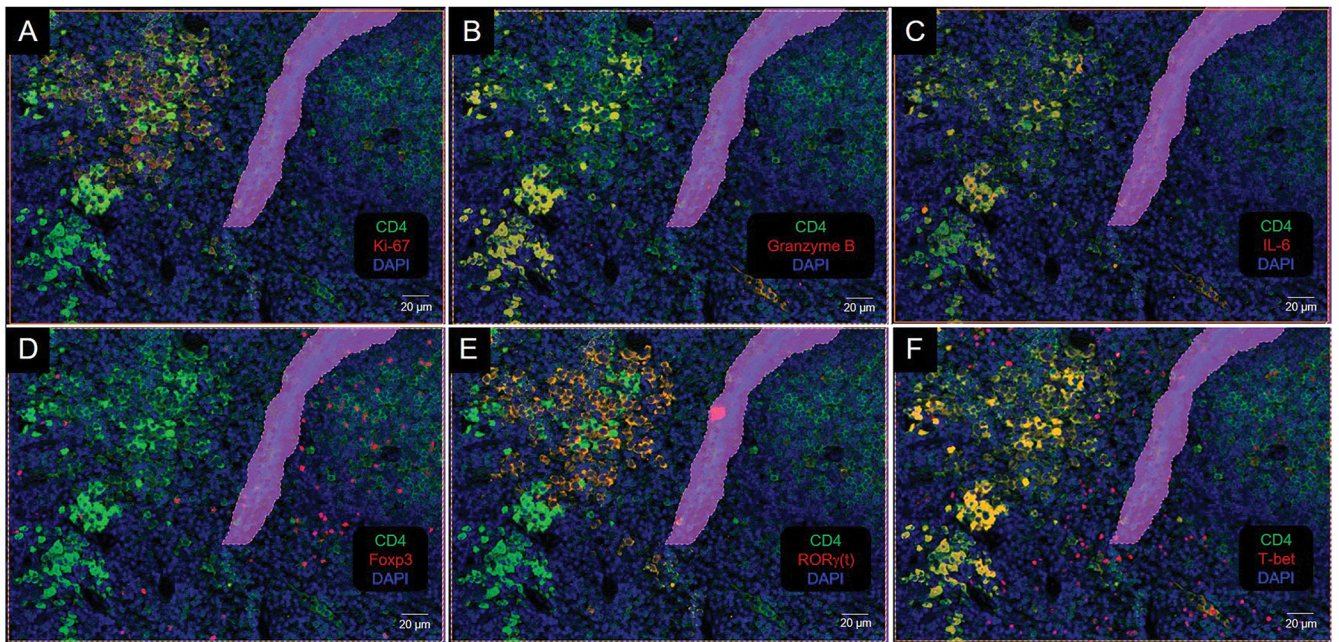 A
CD4
Ki-67
DAPI
20 µm
B
CD4
Granzyme B
DAPI
20 µm
C
CD4
IL-6
DAPI
20 µm
D
CD4
Foxp3
DAPI
20 µm
E
CD4
RORγ(t)
DAPI
20 µm
F
CD4
T-bet
DAPI
20 µm